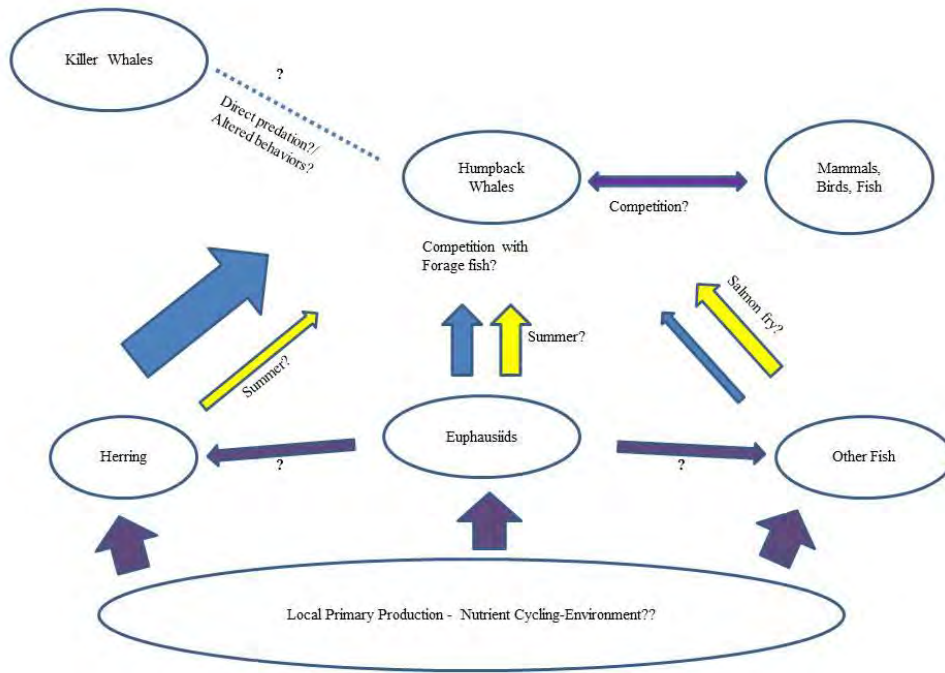 Killer Whales
?
Direct predation?/
Altered behaviors?
Humpback
Whales
Mammals,
Birds, Fish
Competition?
Competition with
Forage fish?
Summer?
Summer?
Salmon fry?
Herring
?
Euphausiids
?
Other Fish
Local Primary Production - Nutrient Cycling-Environment??